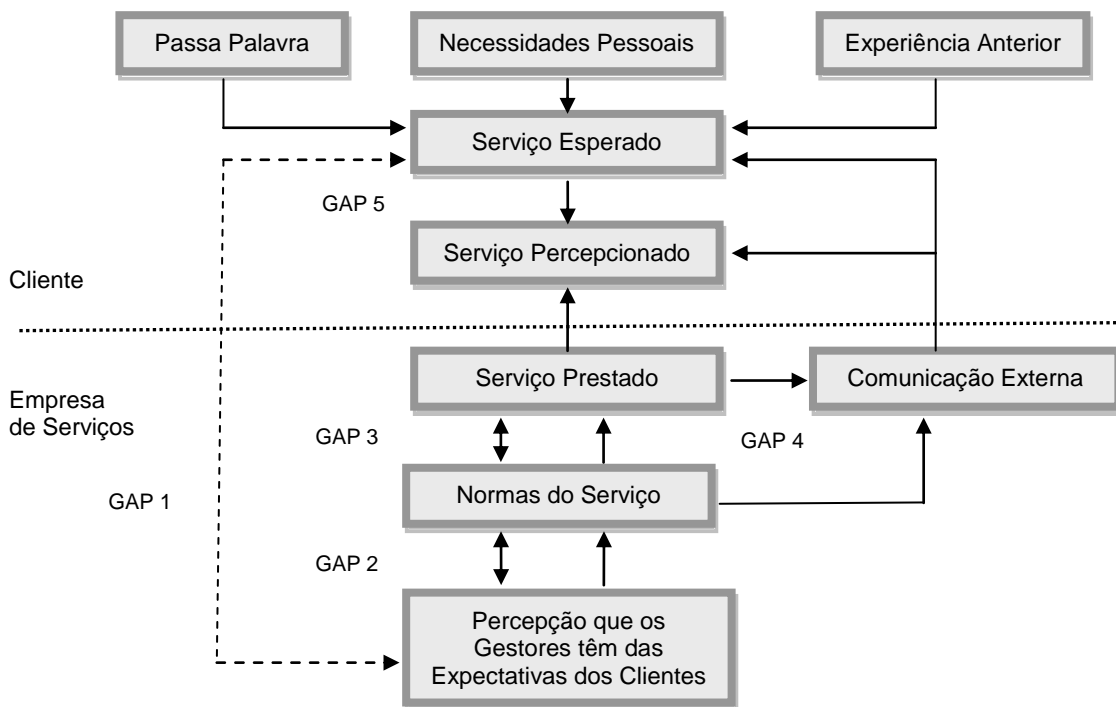 Passa Palavra
Necessidades Pessoais
Experiência Anterior
Serviço Esperado
GAP 5
Serviço Percepcionado
Cliente
Serviço Prestado
Comunicação Externa
Empresa
de Serviços
GAP 3
GAP 4
Normas do Serviço
GAP 1
GAP 2
Percepção que os
Gestores têm das
Expectativas dos Clientes